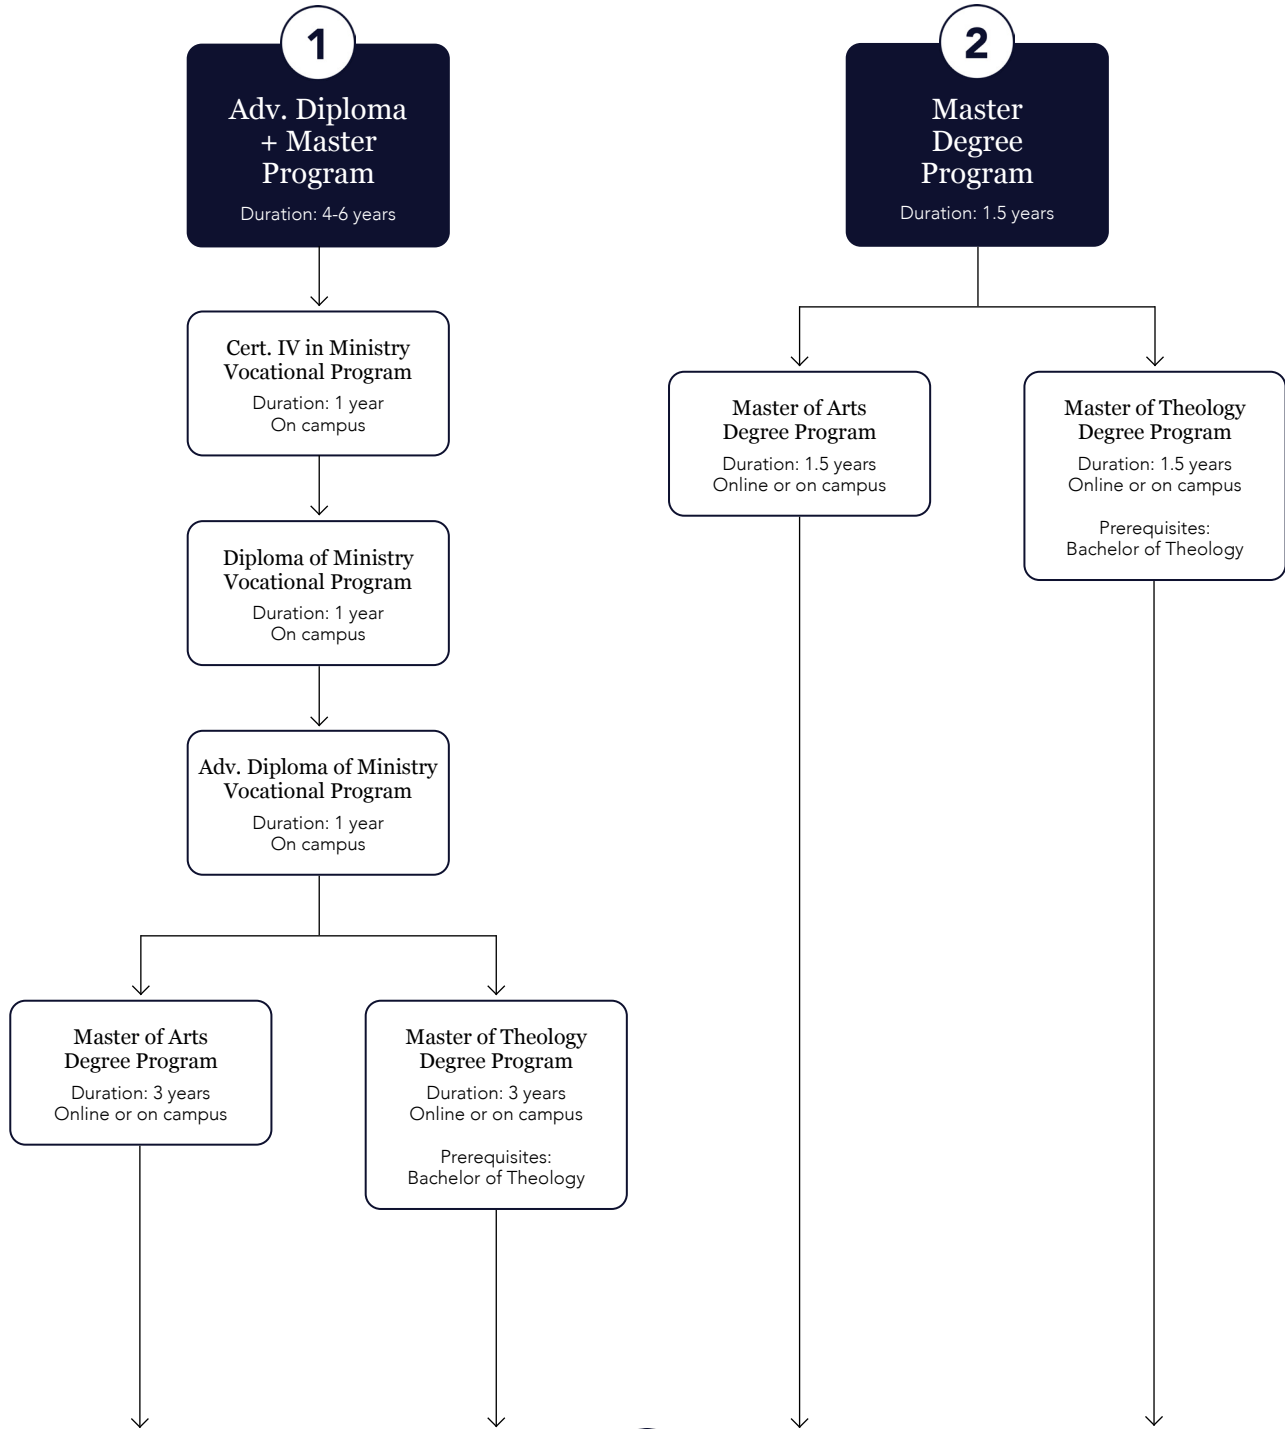 1
Adv. Diploma
+ Master
Program
Duration: 4-6 years
Cert. IV in Ministry
Vocational Program
Duration: 1 year
On campus
Diploma of Ministry
Vocational Program
Duration: 1 year
On campus
Adv. Diploma of Ministry
Vocational Program
Duration: 1 year
On campus
Master of Arts
Degree Program
Duration: 3 years
Online or on campus
Master of Theology
Degree Program
Duration: 3 years
Online or on campus
Prerequisites:
Bachelor of Theology
2
Master
Degree
Program
Duration: 1.5 years
Master of Arts
Degree Program
Duration: 1.5 years
Online or on campus
Master of Theology
Degree Program
Duration: 1.5 years
Online or on campus
Prerequisites:
Bachelor of Theology